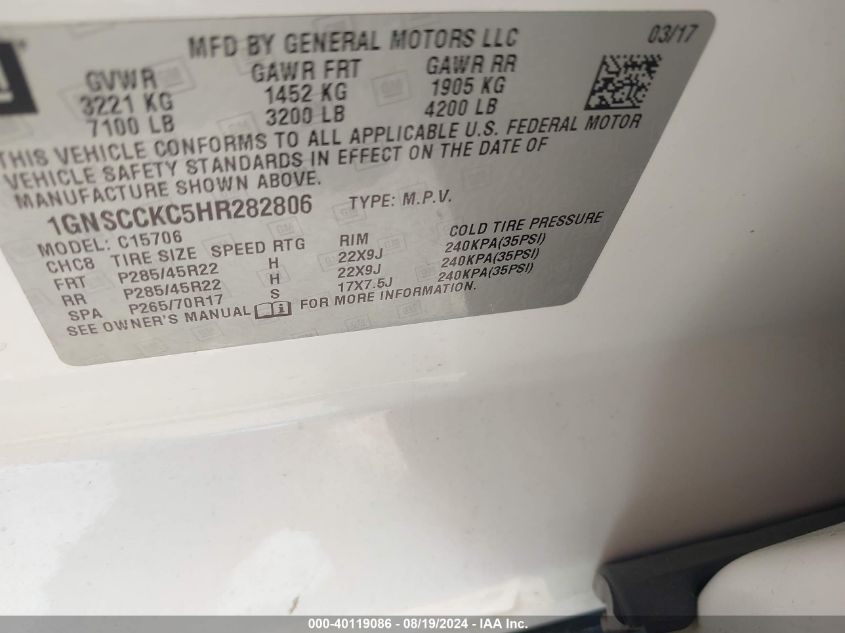 MFD BY GENERAL MOTORS LLC 03/17
GVWR GAWR FRT GAWR RR
3221 KG 1452 KG 1905 KG
7100 LB 3200 LB 4200 LB
THIS VEHICLE CONFORMS TO ALL APPLICABLE U.S. FEDERAL MOTOR
VEHICLE SAFETY STANDARDS IN EFFECT ON THE DATE OF
MANUFACTURE SHOWN ABOVE.
1GNSCCKC5HR282806 TYPE: M.P.V.
MODEL: C15706
CHC8 TIRE SIZE SPEED RTG RIM COLD TIRE PRESSURE
FRT P285/45R22 H 22X9J 240KPA(35PSI)
RR P285/45R22 H 22X9J 240KPA(35PSI)
SPA P265/70R17 S 17X7.5J 240KPA(35PSI)
SEE OWNER'S MANUAL FOR MORE INFORMATION.
000-40119086 - 08/19/2024 - IAA Inc.